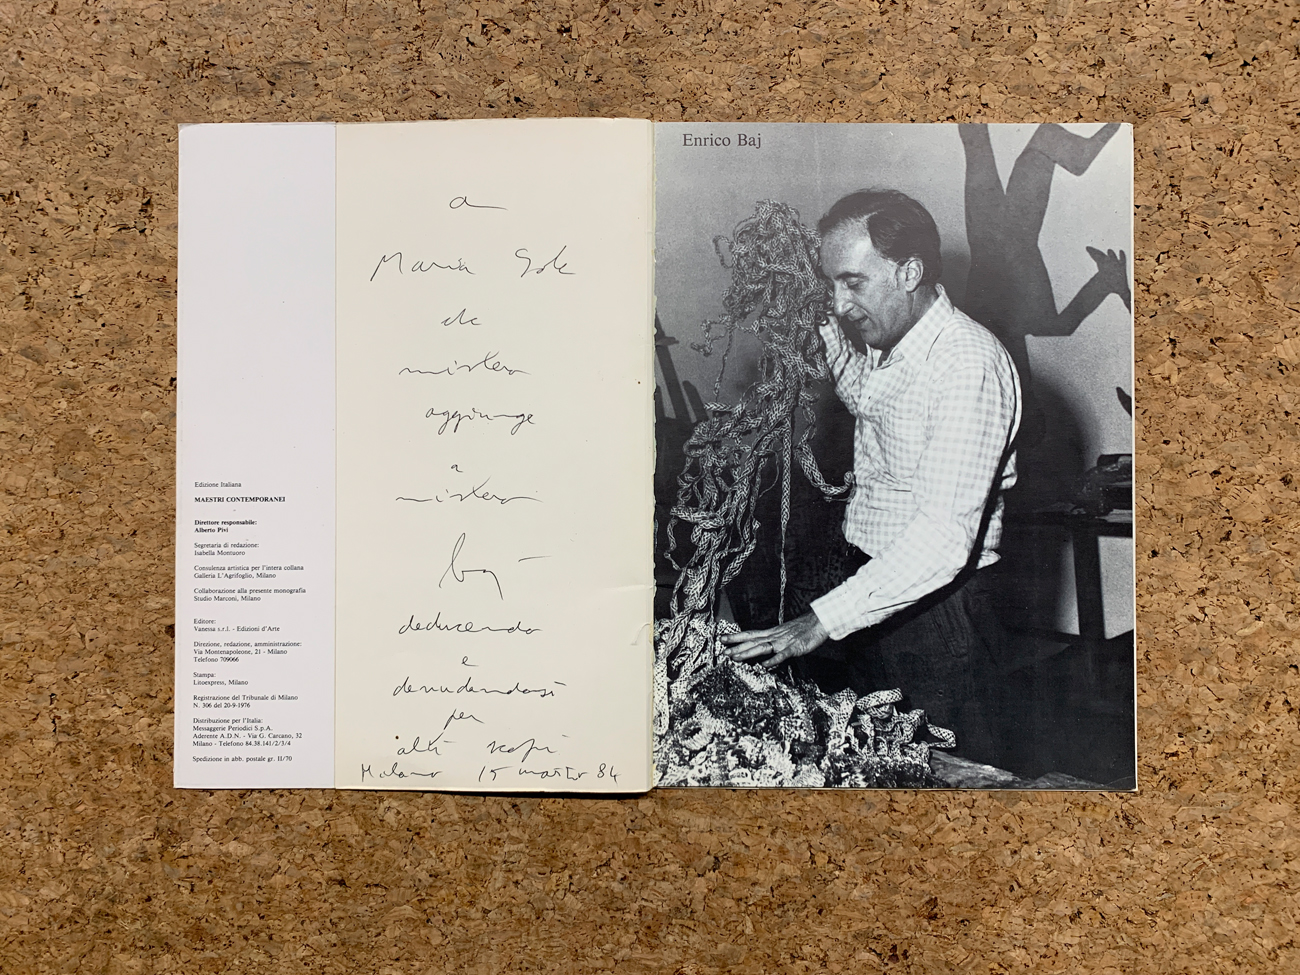 Edizione Italiana
MAESTRI CONTEMPORANEI
Direttore responsabile:
Alberto Pivi
Segretaria di redazione:
Isabella Montuoro
Consulenza artistica per l'intera collana
Galleria L'Agrifoglio, Milano
Collaborazione alla presente monografia
Studio Marconi, Milano
Editore:
Vanessa s.r.l. - Edizioni d'Arte
Direzione, redazione, amministrazione:
Via Montenapoleone, 21 - Milano
Telefono 709066
Stampa:
Litoexpress, Milano
Registrazione del Tribunale di Milano
N. 306 del 20-9-1976
Distribuzione per l'Italia:
Messaggerie Periodici S.p.A.
Aderente A.D.N. - Via G. Carcano, 32
Milano - Telefono 84.38.141/2/3/4
Spedizione in abb. postale gr. II/70
a
Maria Sole
che
mistero
aggiunge
a
mistero
baj
deducendo
e
denudandosi
per
alti scopi
Milano 15 marzo 84
Enrico Baj